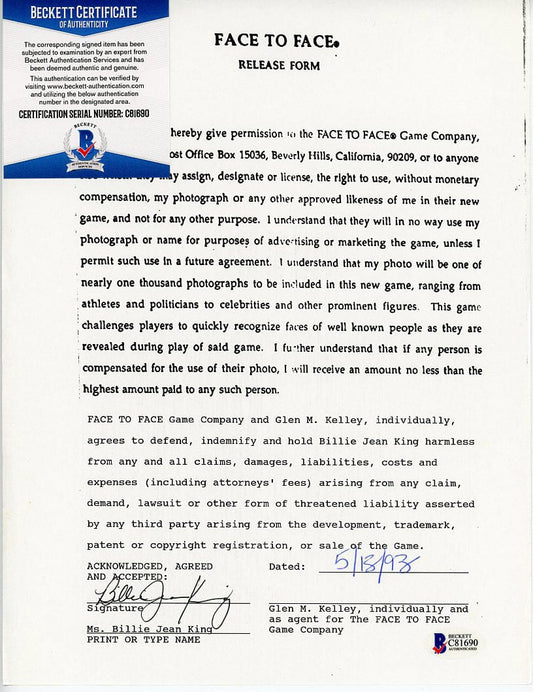 BECKETT CERTIFICATE
OF AUTHENTICITY
The corresponding signed item has been
subjected to examination by an expert from
Beckett Authentication Services and has
been deemed authentic and genuine.
This authentication can be verified by
visiting www.beckett-authentication.com
and utilizing the below authentication
number in the designated area.
CERTIFICATION SERIAL NUMBER: C81690
BECKETT
B
AUTHENTICATION
SERVICES
FACE TO FACE®
RELEASE FORM
hereby give permission to the FACE TO FACE® Game Company,
ost Office Box 15036, Beverly Hills, California, 90209, or to anyone
they may assign, designate or license, the right to use, without monetary
compensation, my photograph or any other approved likeness of me in their new
game, and not for any other purpose. I understand that they will in no way use my
photograph or name for purposes of advertising or marketing the game, unless I
permit such use in a future agreement. I understand that my photo will be one of
nearly one thousand photographs to be included in this new game, ranging from
athletes and politicians to celebrities and other prominent figures. This game
challenges players to quickly recognize faces of well known people as they are
revealed during play of said game. I further understand that if any person is
compensated for the use of their photo, I will receive an amount no less than the
highest amount paid to any such person.
FACE TO FACE Game Company and Glen M. Kelley, individually,
agrees to defend, indemnify and hold Billie Jean King harmless
from any and all claims, damages, liabilities, costs and
expenses (including attorneys' fees) arising from any claim,
demand, lawsuit or other form of threatened liability asserted
by any third party arising from the development, trademark,
patent or copyright registration, or sale of the Game.
ACKNOWLEDGED, AGREED
AND ACCEPTED:
Dated: 5/13/93
Billie Jean King
Signature
Ms. Billie Jean King
PRINT OR TYPE NAME
Glen M. Kelley, individually and
as agent for The FACE TO FACE
Game Company
B
BECKETT
C81690
AUTHENTICATED